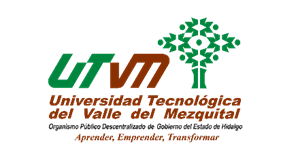 UTVM
Universidad Tecnológica
del Valle del Mezquital
Organismo Público Descentralizado de Gobierno del Estado de Hidalgo
Aprender, Emprender, Transformar